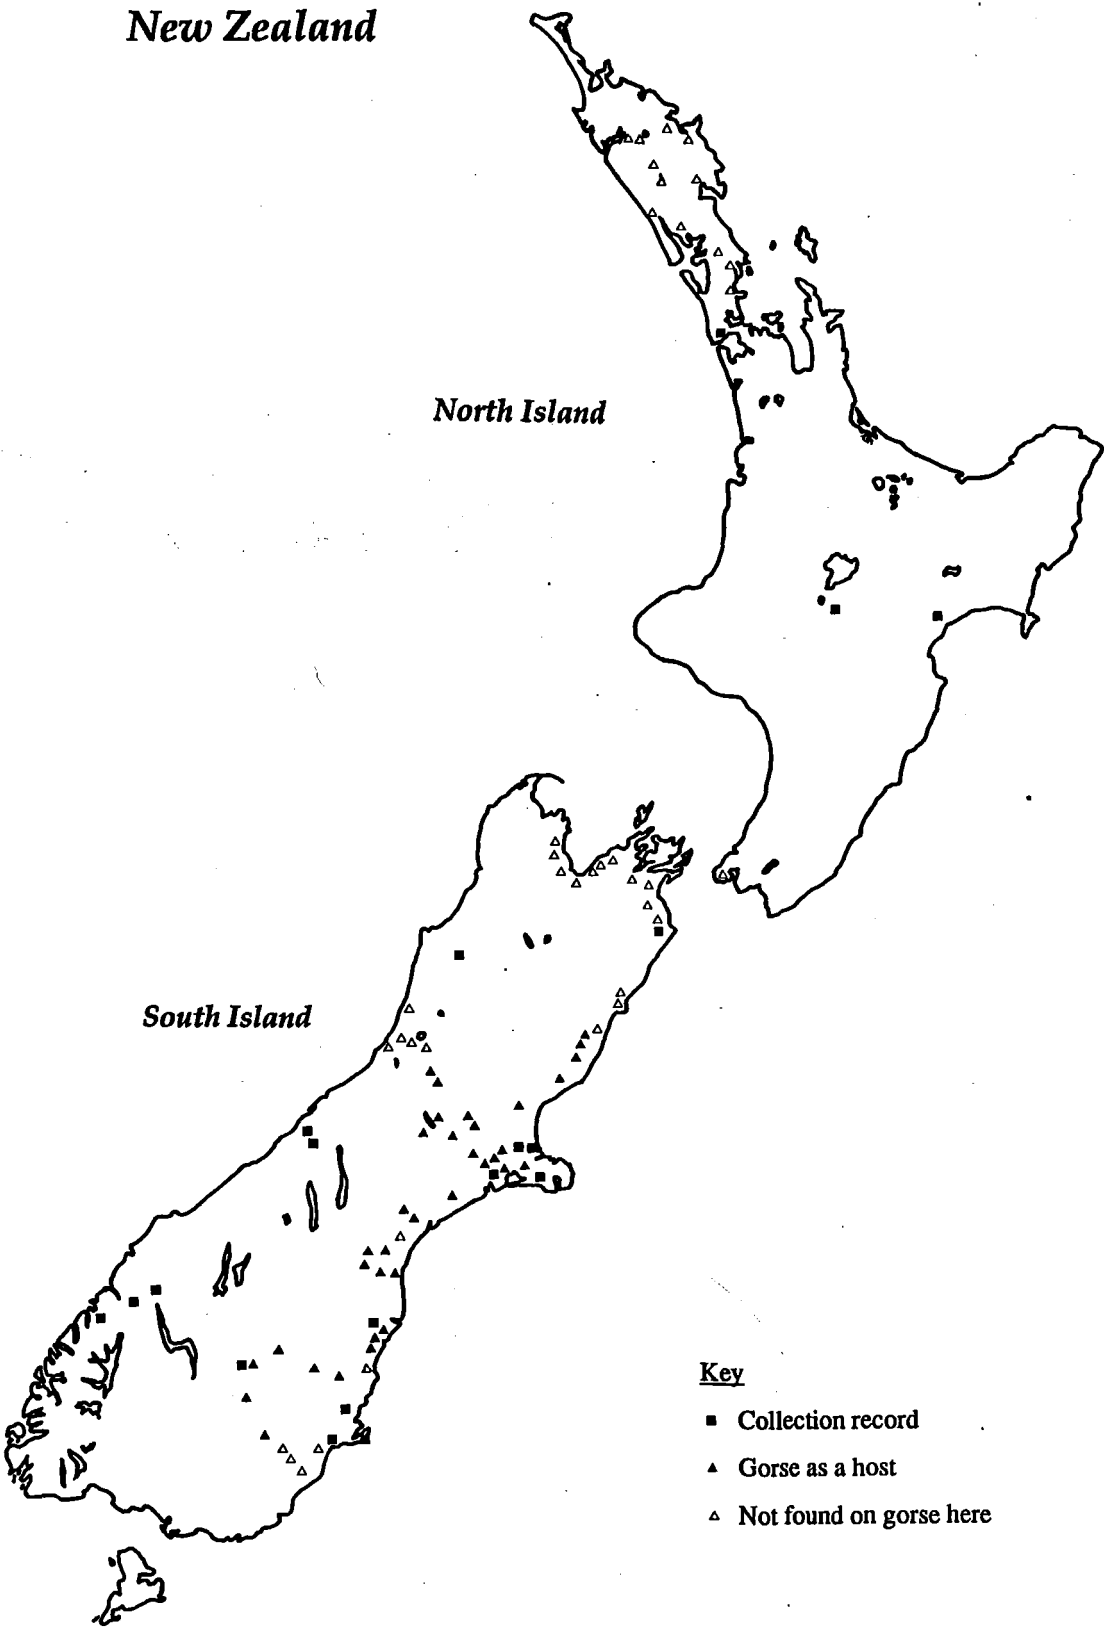 New Zealand
North Island
South Island
Key
Collection record
Gorse as a host
Not found on gorse here